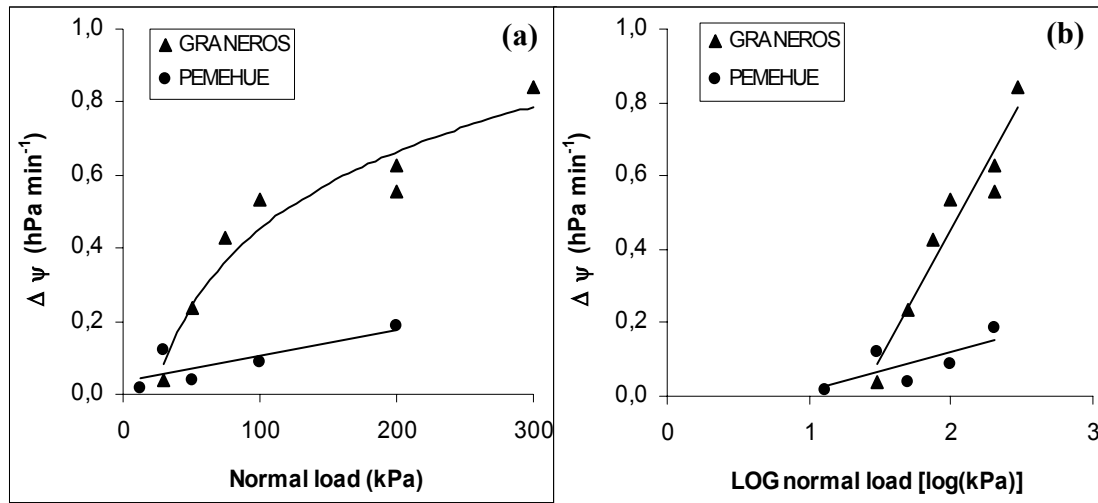 (a)
▲ GRANEROS
● PEMEHUE
Δ ψ (hPa min⁻¹)
1,0
0,8
0,6
0,4
0,2
0,0
0 100 200 300
Normal load (kPa)
(b)
▲ GRANEROS
● PEMEHUE
Δ ψ (hPa min⁻¹)
1,0
0,8
0,6
0,4
0,2
0,0
0 1 2 3
LOG normal load [log(kPa)]